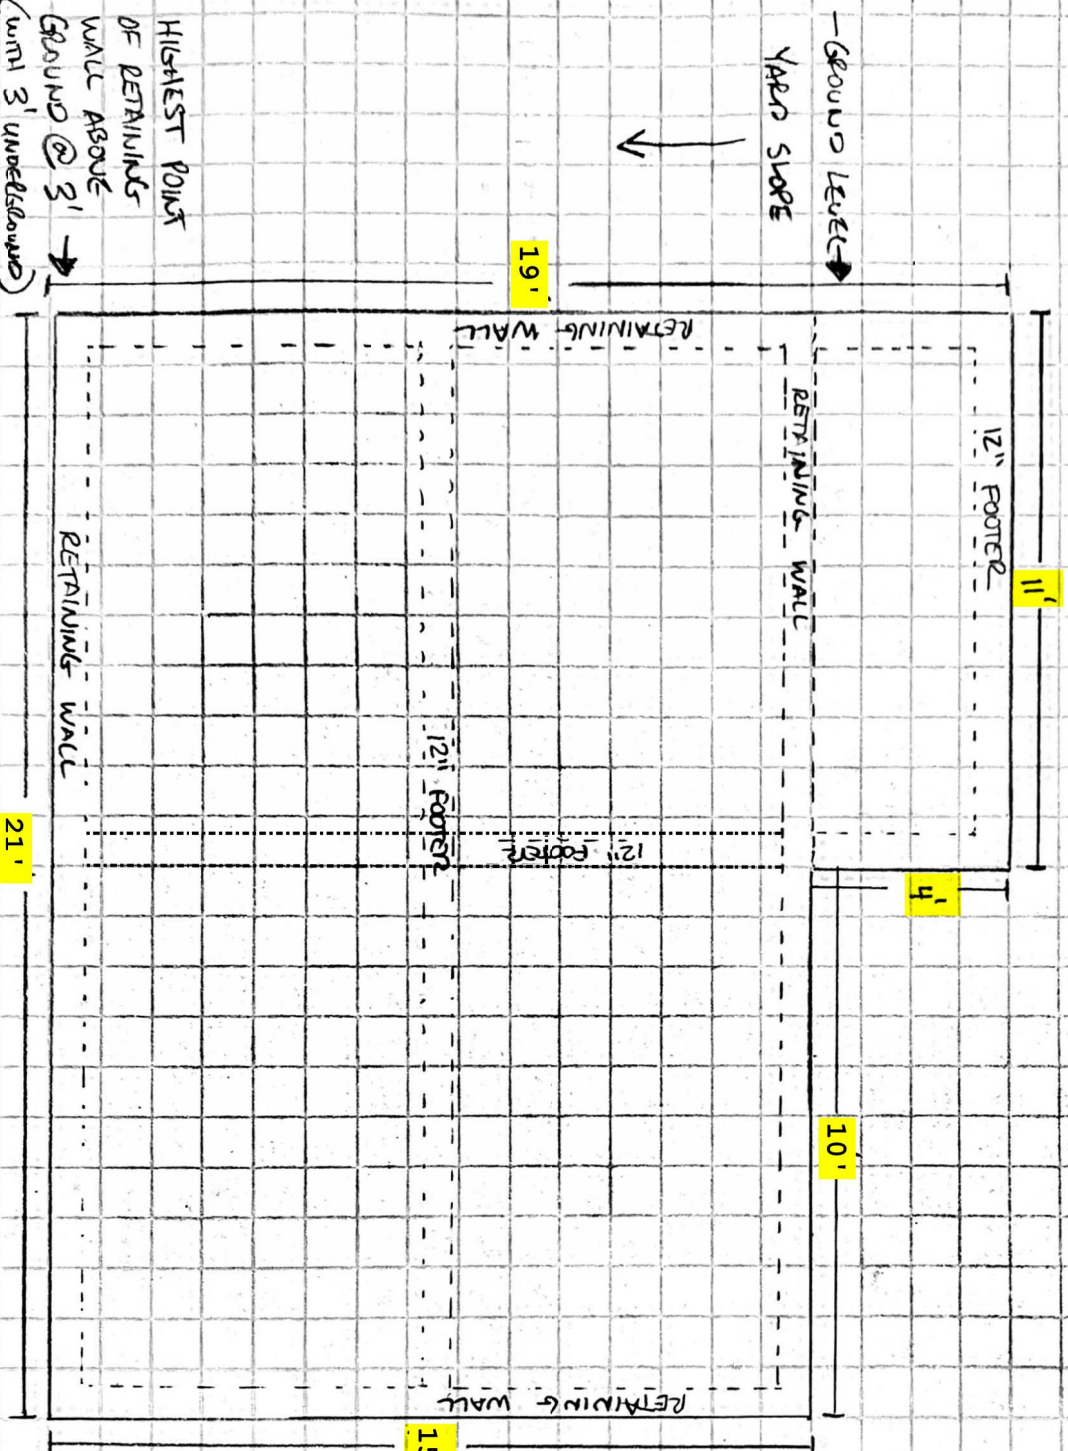 HIGHEST POINT
OF RETAINING
WALL ABOVE
GROUND @ 3'
(WITH 3' UNDERGROUND)
YARD SLOPE
-GROUND LEVEL
19'
RETAINING WALL
RETAINING WALL
12" FOOTER
11'
RETAINING WALL
12" FOOTER
12" FOOTER
4'
21'
10'
RETAINING WALL